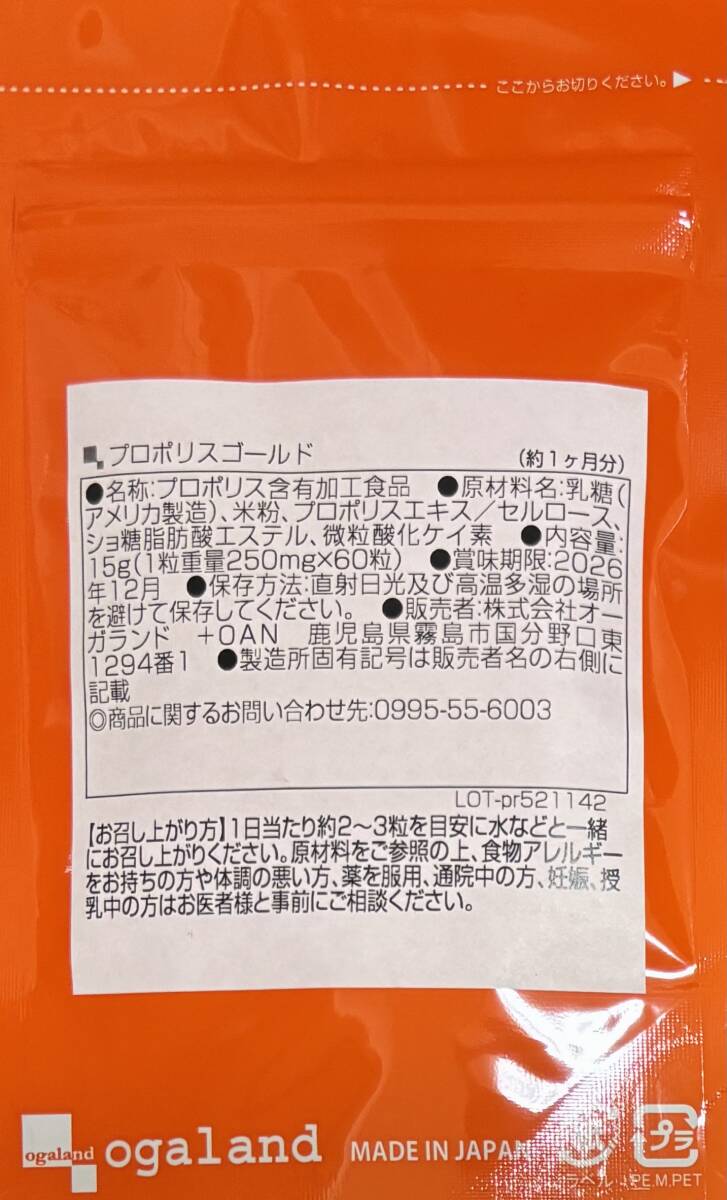 ここからお切りください。▶
プロポリスゴールド (約1ヶ月分)
●名称:プロポリス含有加工食品 ●原材料名:乳糖(
アメリカ製造)、米粉、プロポリスエキス／セルロース、
ショ糖脂肪酸エステル、微粒酸化ケイ素 ●内容量:
15g(1粒重量250mg×60粒) ●賞味期限:2026
年12月 ●保存方法:直射日光及び高温多湿の場所
を避けて保存してください。 ●販売者:株式会社オー
ガランド +OAN 鹿児島県霧島市国分野口東
1294番1 ●製造所固有記号は販売者名の右側に
記載
◎商品に関するお問い合わせ先:0995-55-6003
LOT-pr521142
【お召し上がり方】1日当たり約2〜3粒を目安に水などと一緒
にお召し上がりください。原材料をご参照の上、食物アレルギー
をお持ちの方や体調の悪い方、薬を服用、通院中の方、妊娠、授
乳中の方はお医者様と事前にご相談ください。
ogaland ogaland MADE IN JAPAN プラ
PE.M.PET